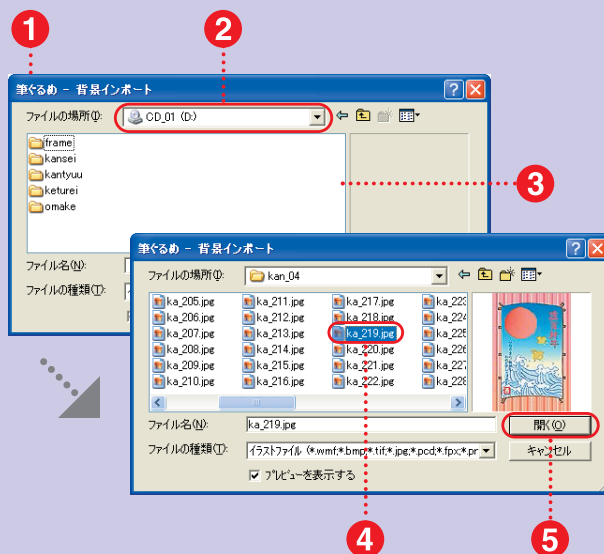 1
2
筆ぐるめ - 背景インポート
ファイルの場所(I):
CD_01 (D:)
frame
kansei
kantyuu
keturei
omake
3
ファイル名(N):
ファイルの種類(T):
筆ぐるめ - 背景インポート
ファイルの場所(I):
kan_04
ka_205.jpg ka_211.jpg ka_217.jpg ka_223
ka_206.jpg ka_212.jpg ka_218.jpg ka_224
ka_207.jpg ka_213.jpg ka_219.jpg ka_225
ka_208.jpg ka_214.jpg ka_220.jpg ka_226
ka_209.jpg ka_215.jpg ka_221.jpg ka_227
ka_210.jpg ka_216.jpg ka_222.jpg ka_228
ファイル名(N):
ka_219.jpg
開く(O)
ファイルの種類(T):
イラストファイル (*.wmf;*.bmp;*.tif;*.jpg;*.pcd;*.fpx;*.pr
キャンセル
プレビューを表示する
4
5